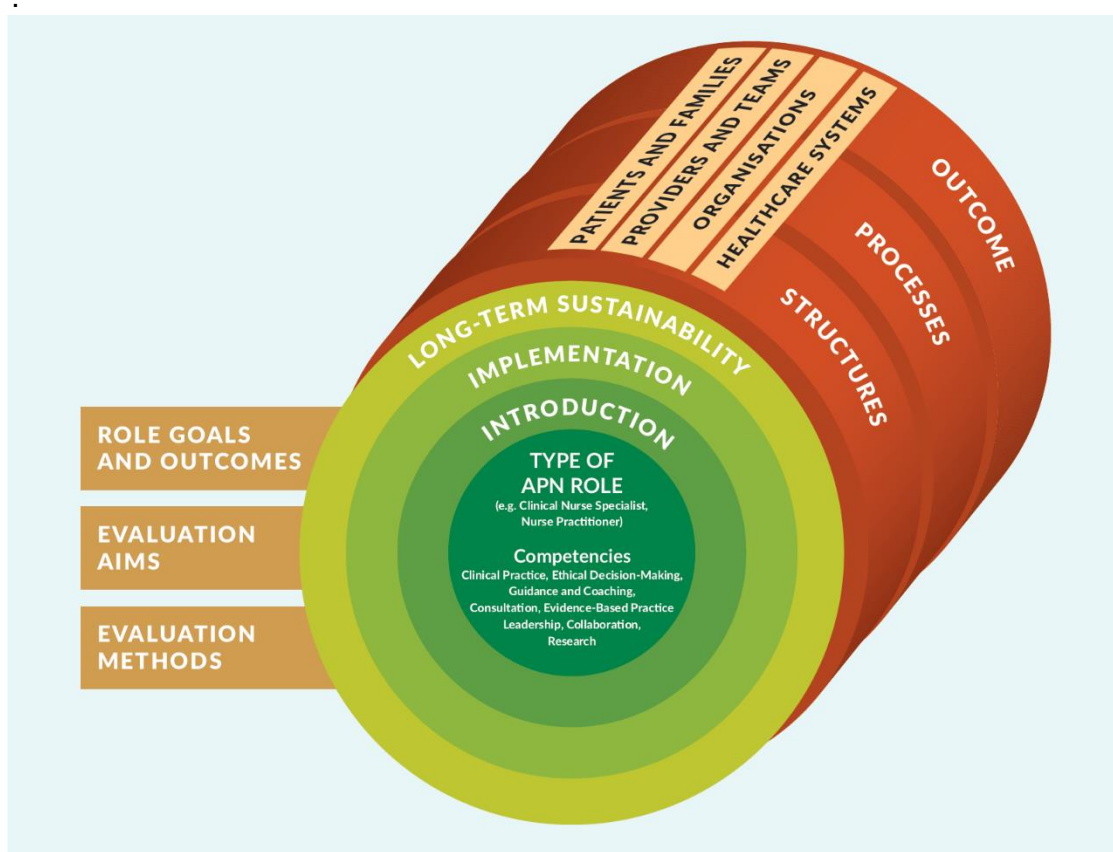 PATIENTS AND FAMILIES
PROVIDERS AND TEAMS
ORGANISATIONS
HEALTHCARE SYSTEMS
OUTCOME
PROCESSES
STRUCTURES
LONG-TERM SUSTAINABILITY
IMPLEMENTATION
INTRODUCTION
TYPE OF
APN ROLE
(e.g. Clinical Nurse Specialist,
Nurse Practitioner)
Competencies
Clinical Practice, Ethical Decision-Making,
Guidance and Coaching,
Consultation, Evidence-Based Practice
Leadership, Collaboration,
Research
ROLE GOALS
AND OUTCOMES
EVALUATION
AIMS
EVALUATION
METHODS